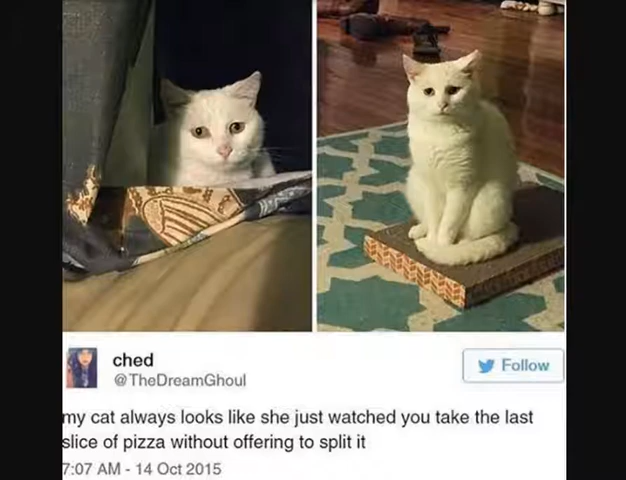 ched
@TheDreamGhoul
Follow
my cat always looks like she just watched you take the last
slice of pizza without offering to split it
7:07 AM - 14 Oct 2015